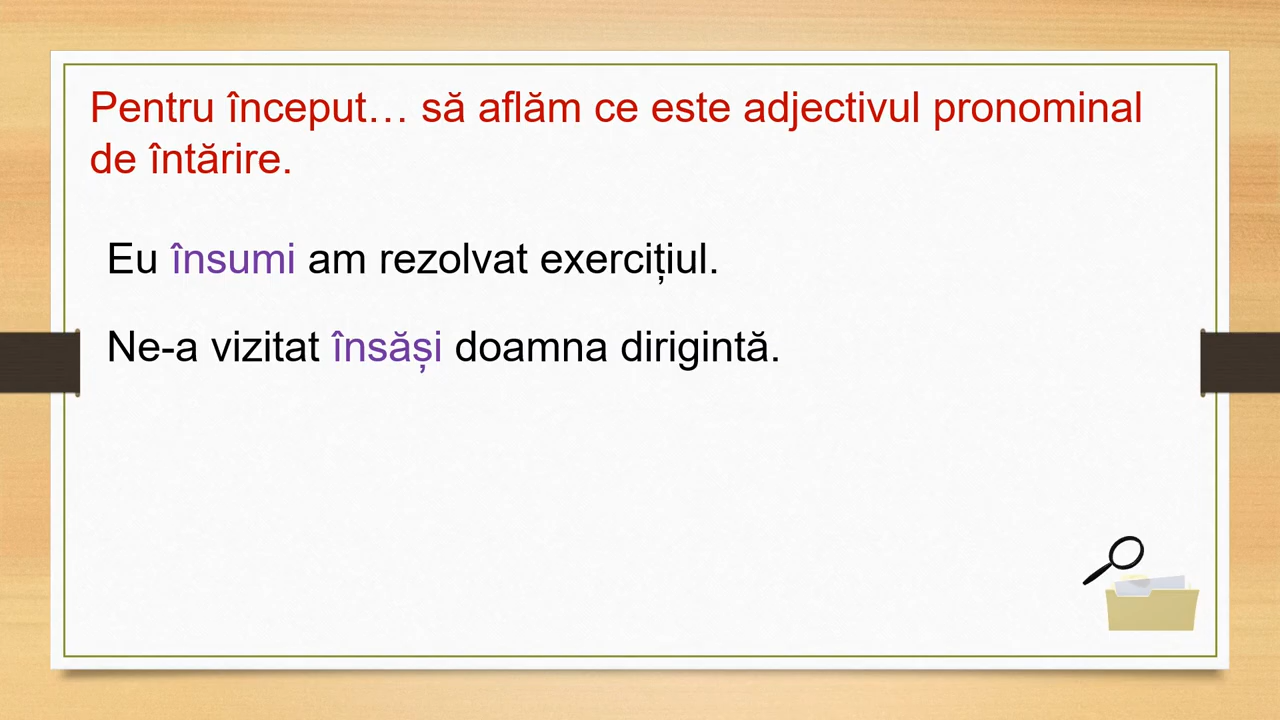 Pentru început… să aflăm ce este adjectivul pronominal
de întărire.
Eu însumi am rezolvat exercițiul.
Ne-a vizitat însăși doamna dirigintă.